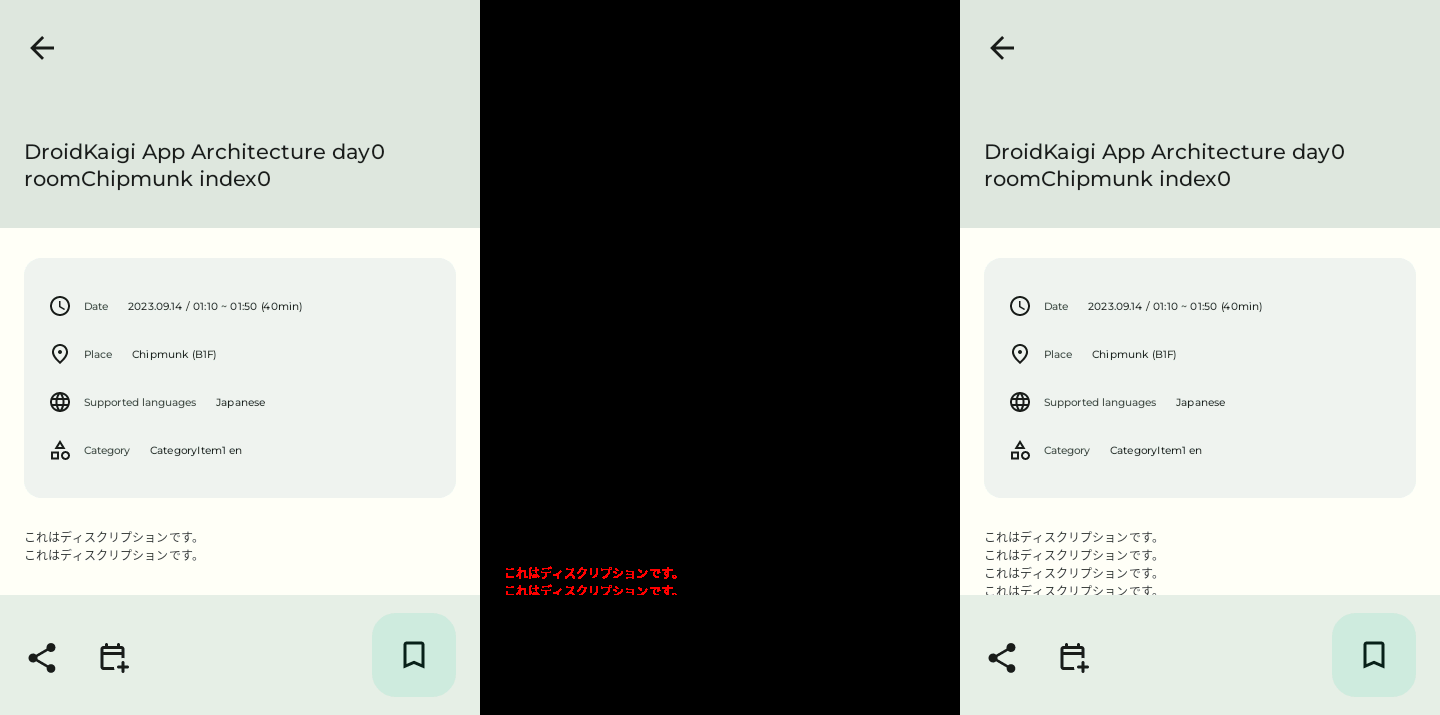 DroidKaigi App Architecture day0
roomChipmunk index0
Date 2023.09.14 / 01:10 ~ 01:50 (40min)
Place Chipmunk (B1F)
Supported languages Japanese
Category CategoryItem1 en
これはディスクリプションです。
これはディスクリプションです。
これはディスクリプションです。
これはディスクリプションです。
DroidKaigi App Architecture day0
roomChipmunk index0
Date 2023.09.14 / 01:10 ~ 01:50 (40min)
Place Chipmunk (B1F)
Supported languages Japanese
Category CategoryItem1 en
これはディスクリプションです。
これはディスクリプションです。
これはディスクリプションです。
これはディスクリプションです。